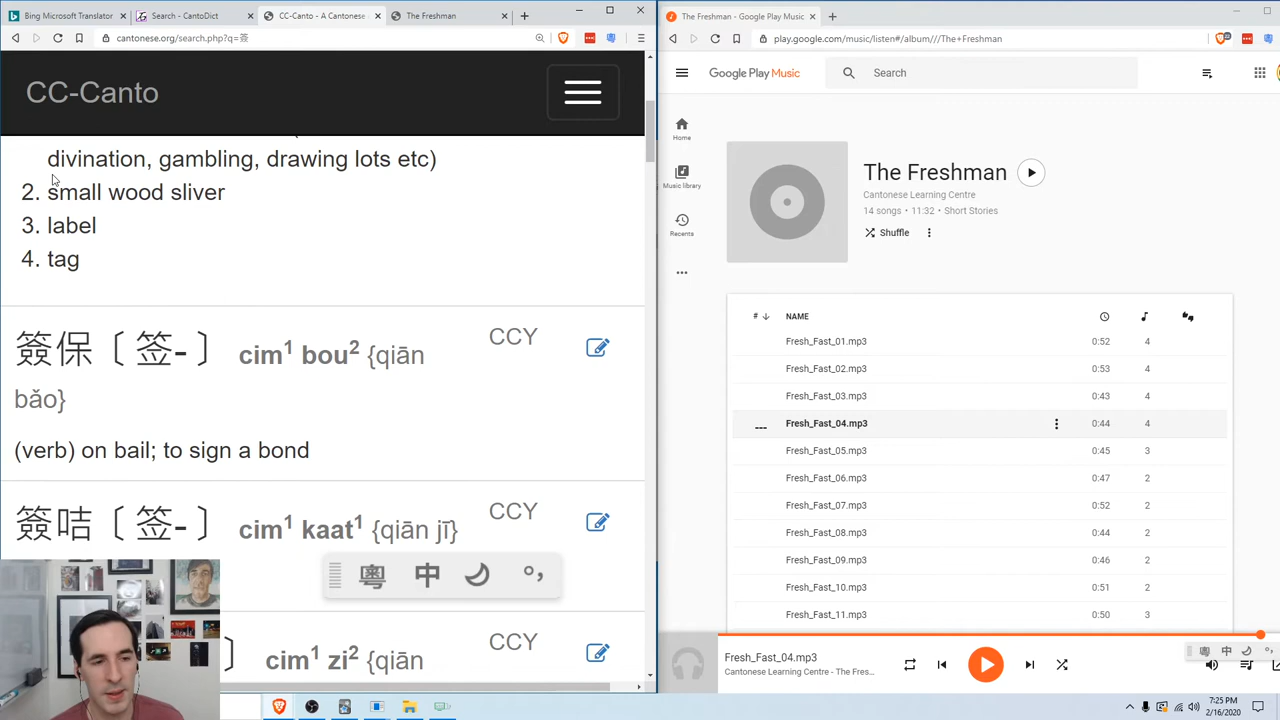 Bing Microsoft Translator
Search - CantoDict
CC-Canto - A Cantonese
The Freshman
cantonese.org/search.php?q=簽
CC-Canto
divination, gambling, drawing lots etc)
2. small wood sliver
3. label
4. tag
簽保〔签-〕 cim1 bou2 {qiān bǎo} CCY
(verb) on bail; to sign a bond
簽咭〔签-〕 cim1 kaat1 {qiān jī} CCY
〕 cim1 zi2 {qiān CCY
粵 中
The Freshman - Google Play Music
play.google.com/music/listen#/album///The+Freshman
Google Play Music
Search
Home
Music library
Recents
The Freshman
Cantonese Learning Centre
14 songs • 11:32 • Short Stories
Shuffle
# NAME
Fresh_Fast_01.mp3 0:52 4
Fresh_Fast_02.mp3 0:53 4
Fresh_Fast_03.mp3 0:43 4
Fresh_Fast_04.mp3 0:44 4
Fresh_Fast_05.mp3 0:45 3
Fresh_Fast_06.mp3 0:47 2
Fresh_Fast_07.mp3 0:52 2
Fresh_Fast_08.mp3 0:44 2
Fresh_Fast_09.mp3 0:46 2
Fresh_Fast_10.mp3 0:51 2
Fresh_Fast_11.mp3 0:50 3
Fresh_Fast_04.mp3
Cantonese Learning Centre - The Fres...
粵 中
7:25 PM
2/16/2020